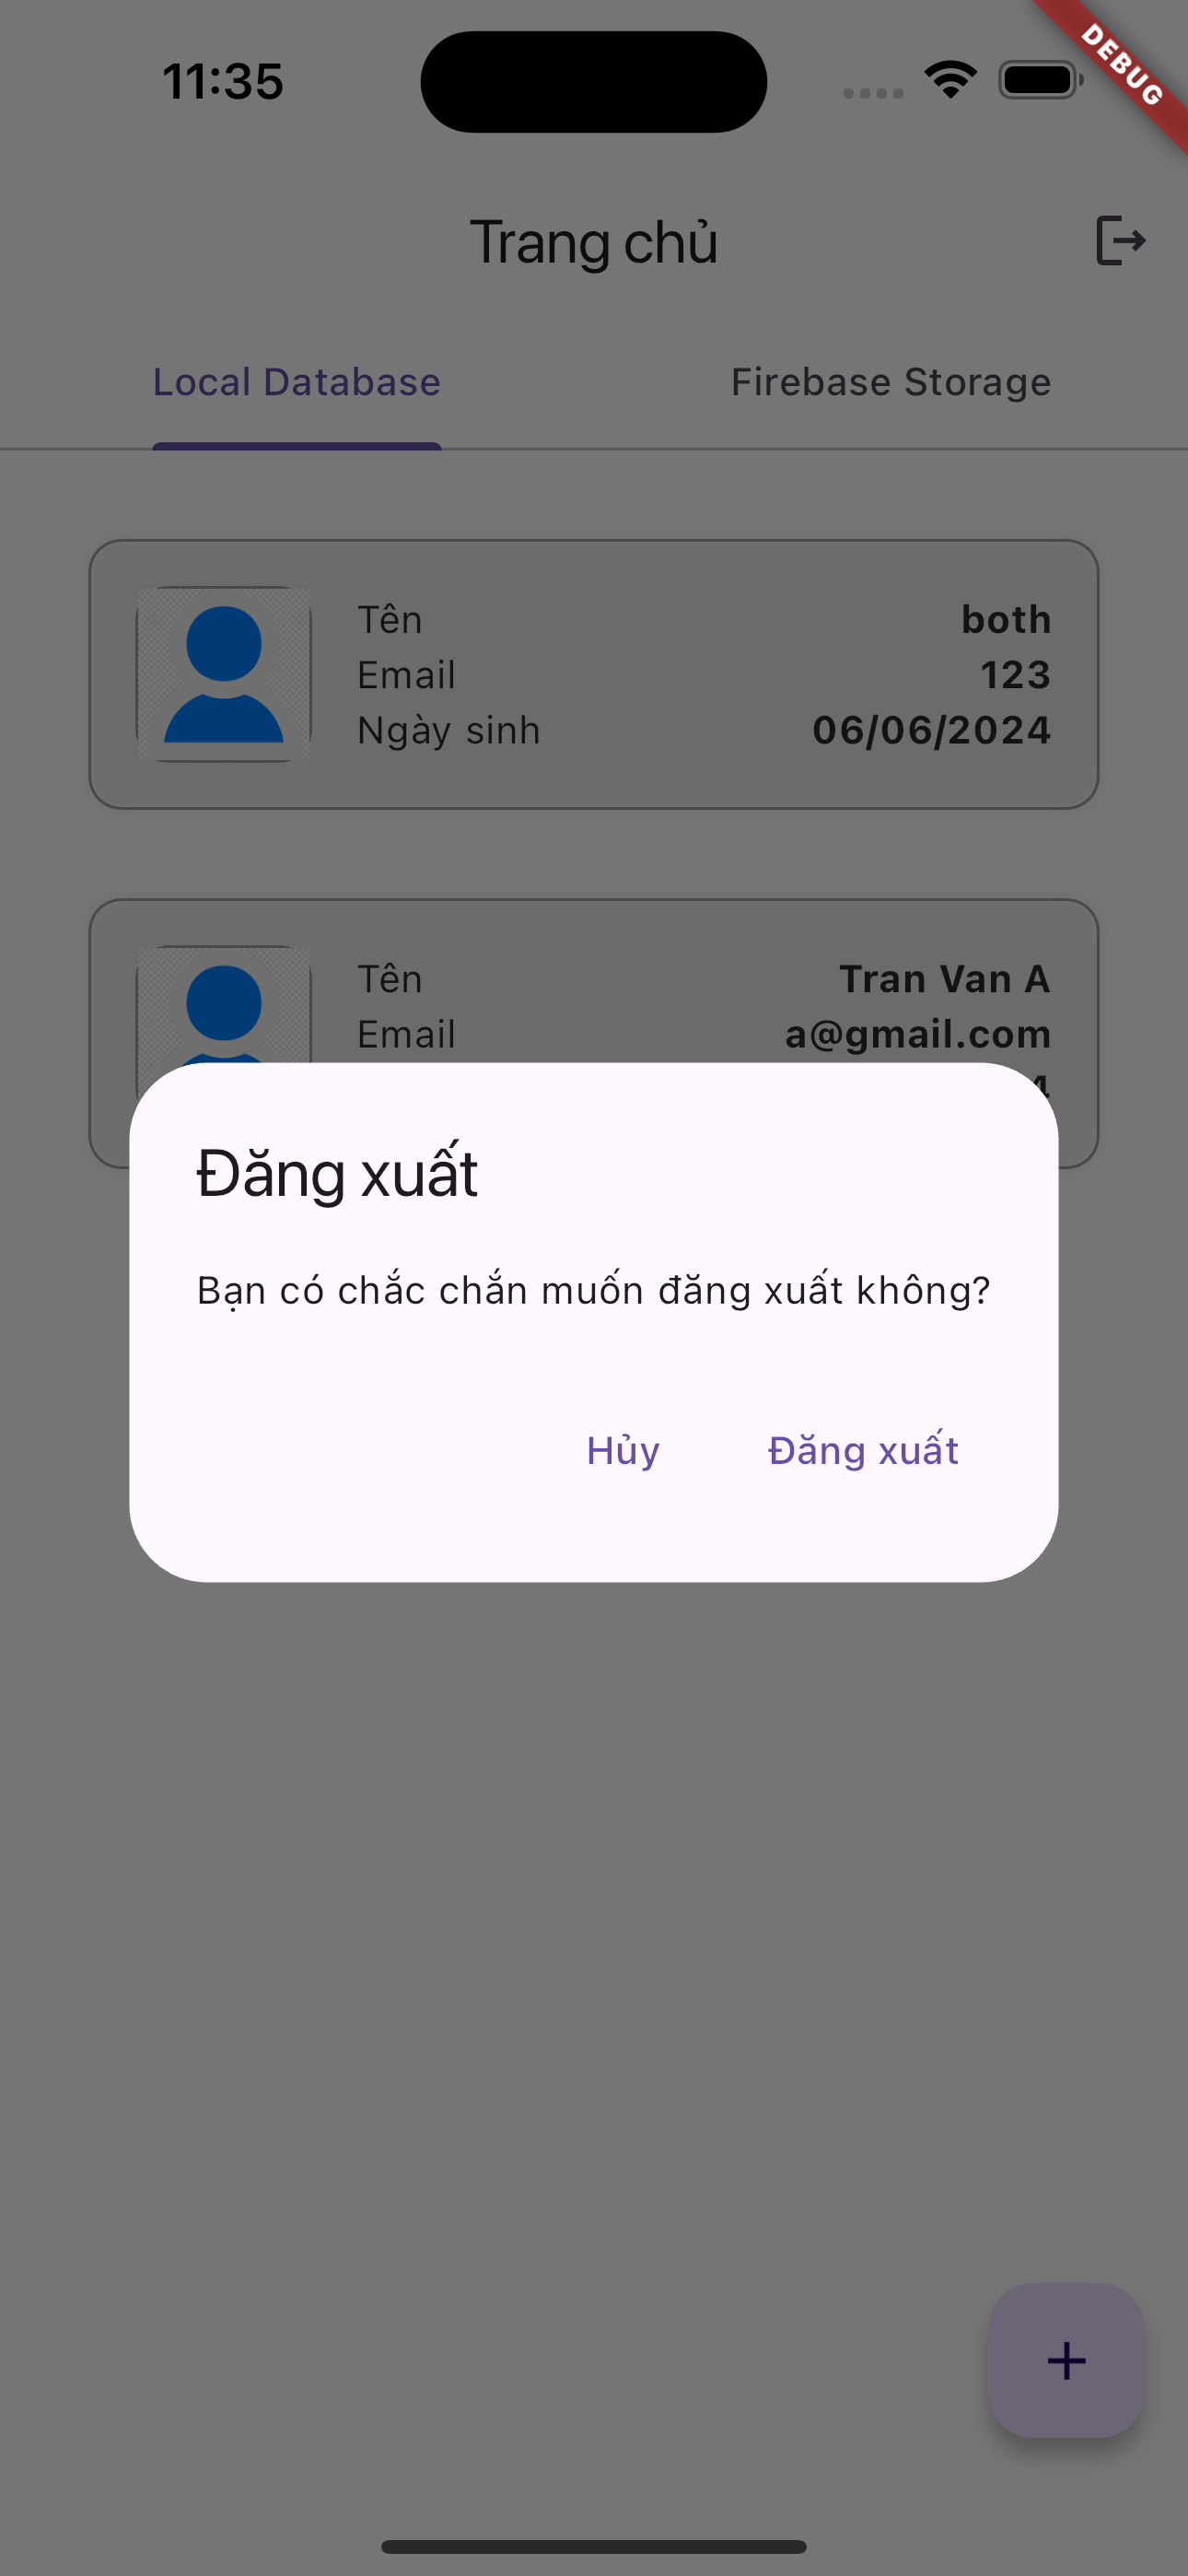 11:35
DEBUG
Trang chủ
Local Database
Firebase Storage
Tên both
Email 123
Ngày sinh 06/06/2024
Tên Tran Van A
Email a@gmail.com
4
Đăng xuất
Bạn có chắc chắn muốn đăng xuất không?
Hủy Đăng xuất